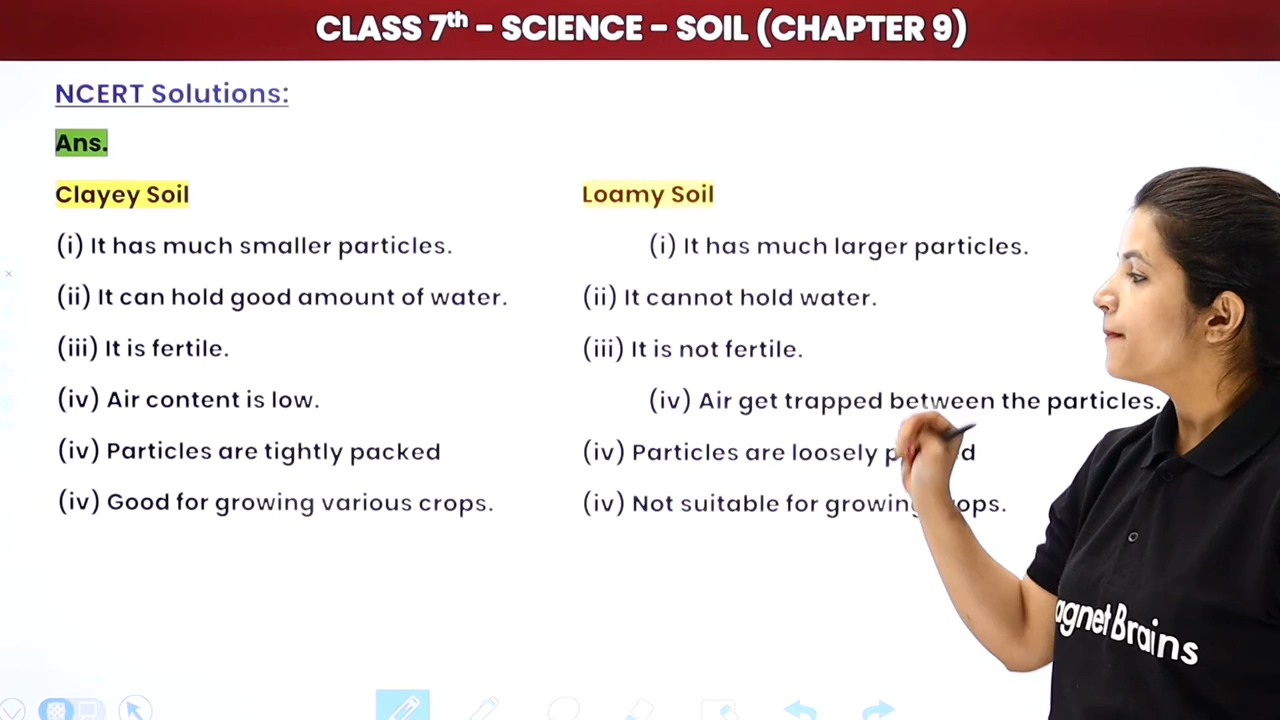 CLASS 7th - SCIENCE - SOIL (CHAPTER 9)
NCERT Solutions:
Ans.
Clayey Soil
Loamy Soil
(i) It has much smaller particles.
(i) It has much larger particles.
(ii) It can hold good amount of water.
(ii) It cannot hold water.
(iii) It is fertile.
(iii) It is not fertile.
(iv) Air content is low.
(iv) Air get trapped between the particles.
(iv) Particles are tightly packed
(iv) Particles are loosely
(iv) Good for growing various crops.
(iv) Not suitable for
agnetBrains